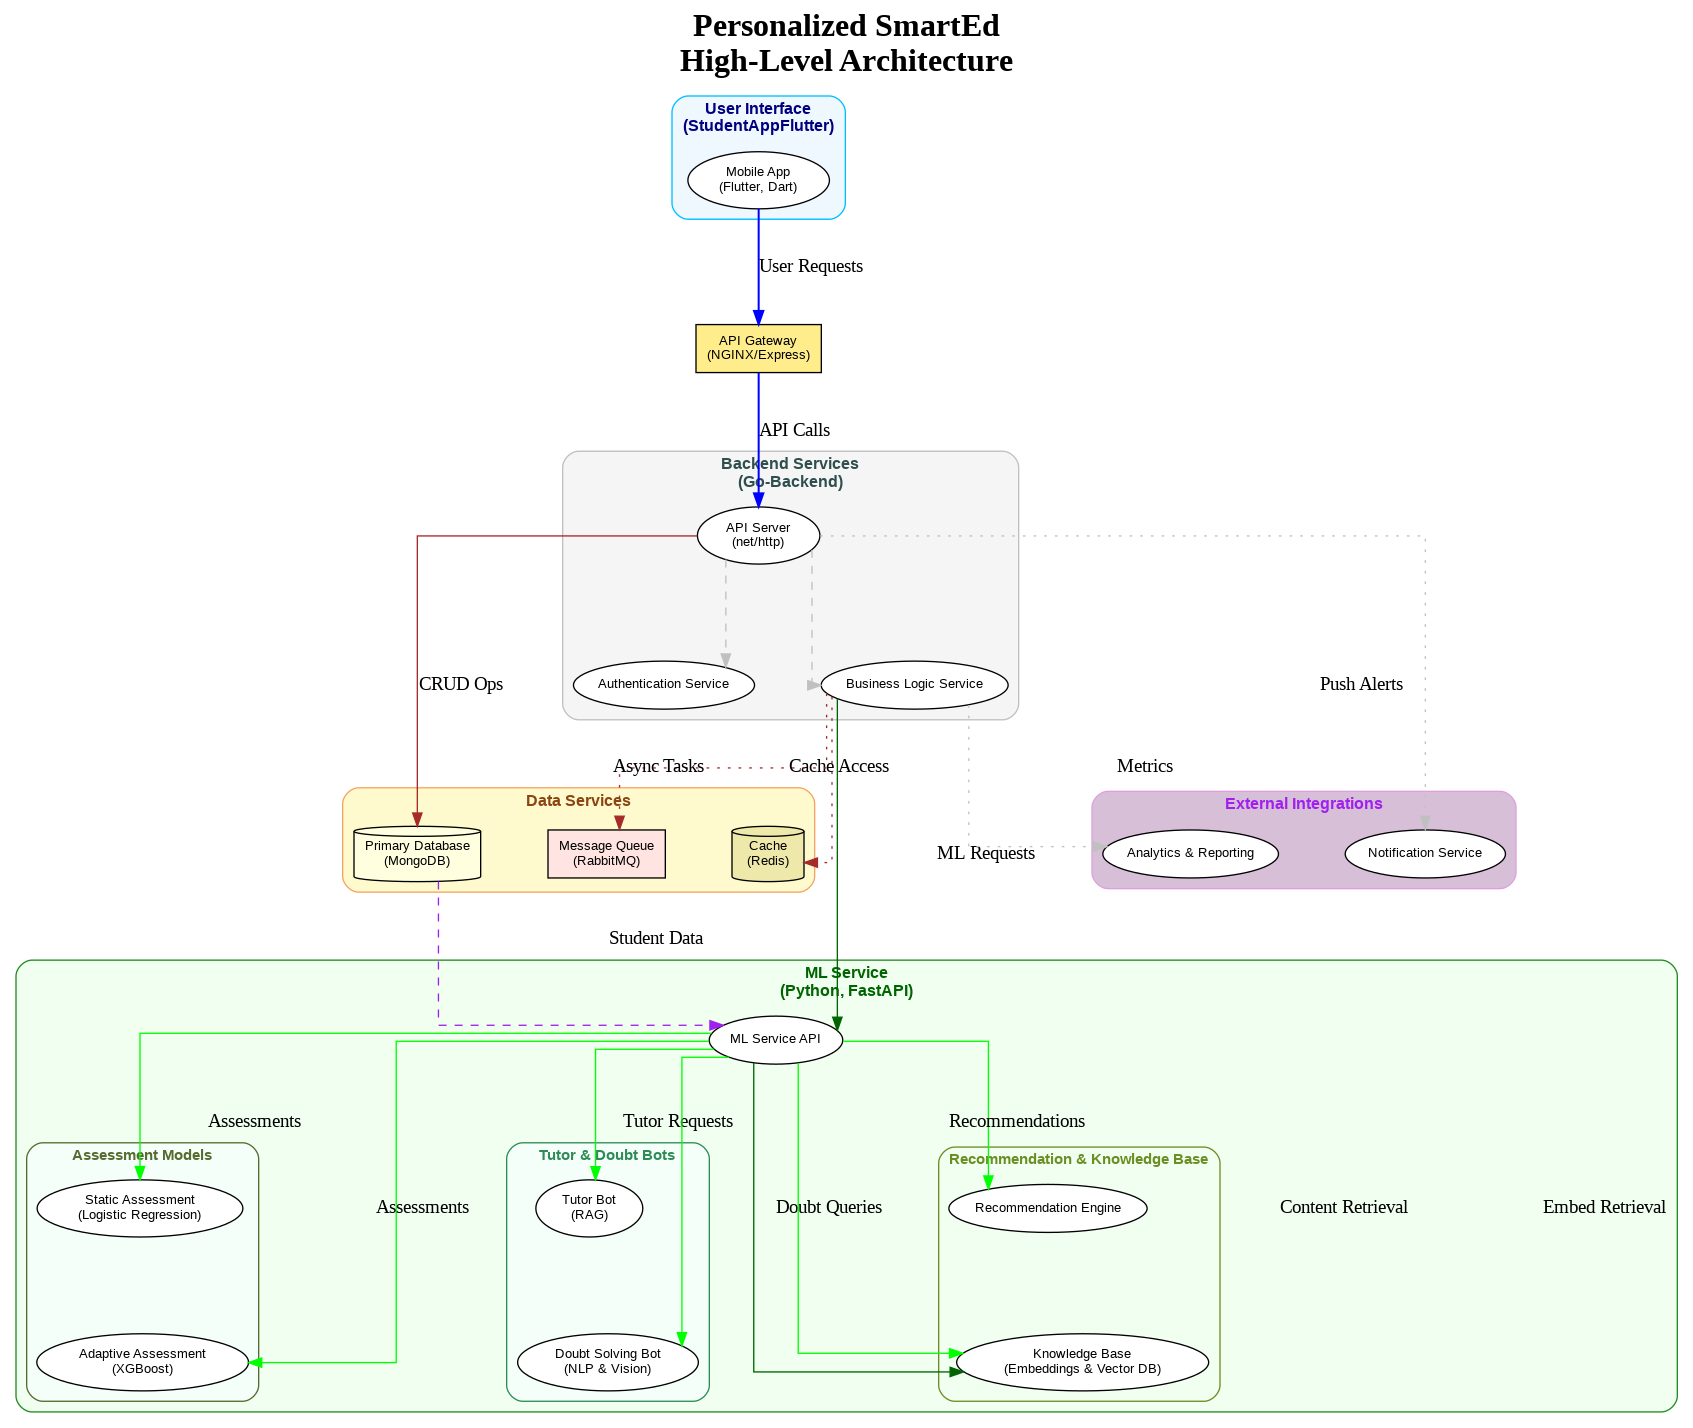 Personalized SmartEd
High-Level Architecture
User Interface
(StudentAppFlutter)
Mobile App
(Flutter, Dart)
User Requests
API Gateway
(NGINX/Express)
API Calls
Backend Services
(Go-Backend)
API Server
(net/http)
Authentication Service
Business Logic Service
CRUD Ops
Push Alerts
Async Tasks
Cache Access
Metrics
Data Services
Primary Database
(MongoDB)
Message Queue
(RabbitMQ)
Cache
(Redis)
ML Requests
External Integrations
Analytics & Reporting
Notification Service
Student Data
ML Service
(Python, FastAPI)
ML Service API
Assessments
Tutor Requests
Recommendations
Assessment Models
Static Assessment
(Logistic Regression)
Assessments
Tutor & Doubt Bots
Tutor Bot
(RAG)
Doubt Queries
Recommendation & Knowledge Base
Recommendation Engine
Content Retrieval
Embed Retrieval
Adaptive Assessment
(XGBoost)
Doubt Solving Bot
(NLP & Vision)
Knowledge Base
(Embeddings & Vector DB)